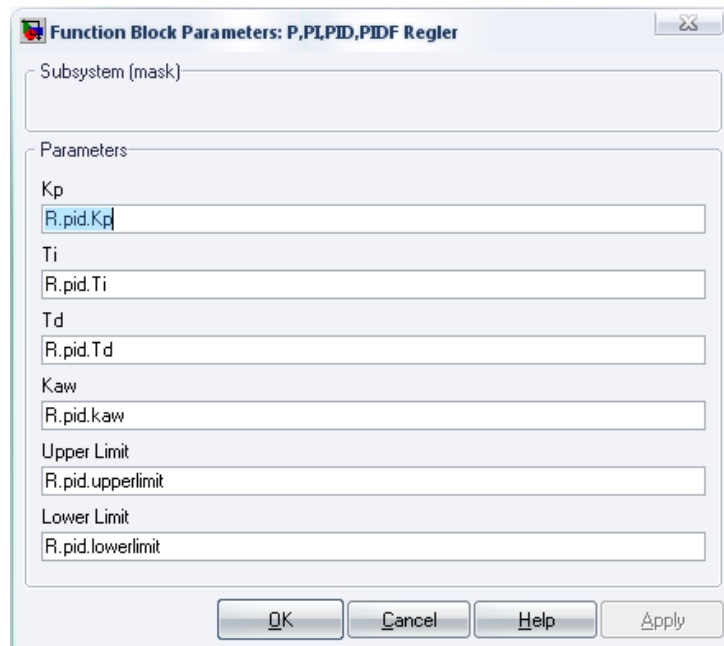 Function Block Parameters: P,PI,PID,PIDF Regler
Subsystem (mask)
Parameters
Kp
R.pid.Kp
Ti
R.pid.Ti
Td
R.pid.Td
Kaw
R.pid.kaw
Upper Limit
R.pid.upperlimit
Lower Limit
R.pid.lowerlimit
OK Cancel Help Apply